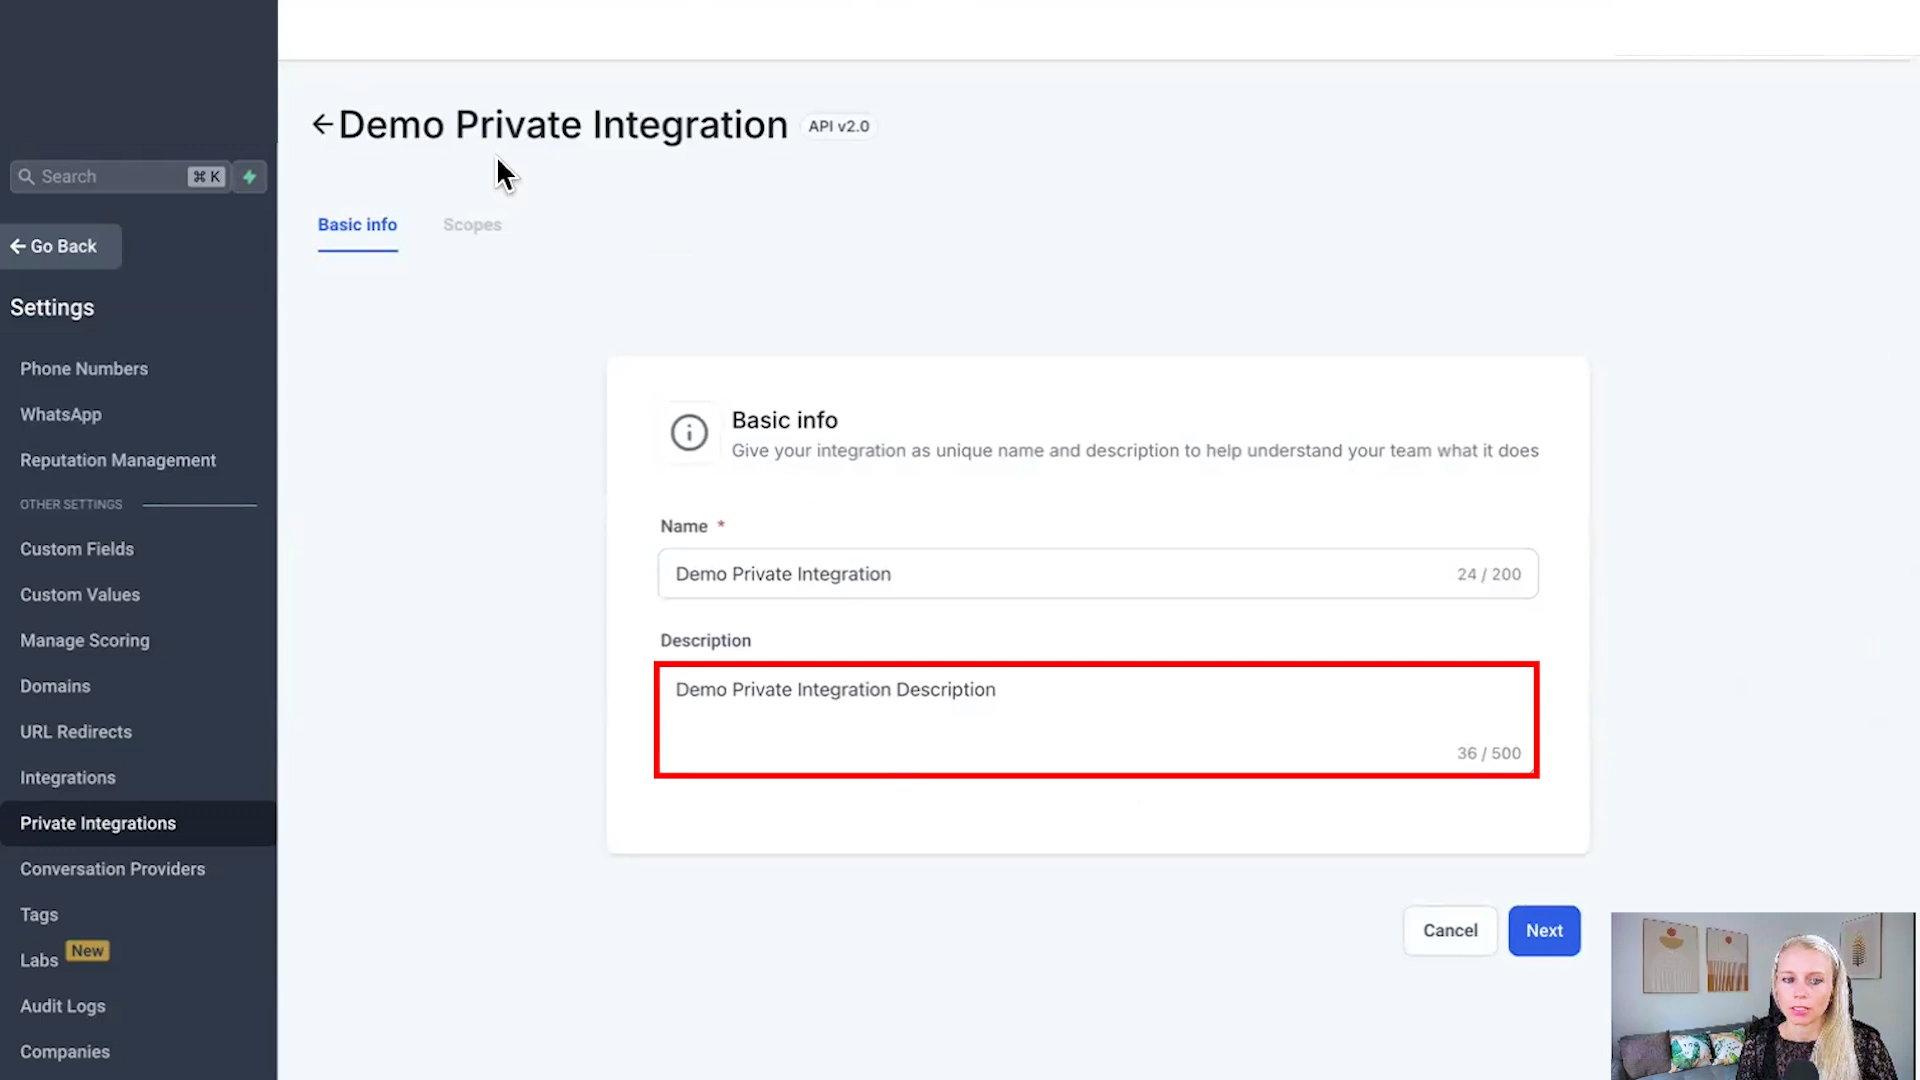 Demo Private Integration API v2.0
Search ⌘ K
Basic info Scopes
Go Back
Settings
Phone Numbers
WhatsApp
Reputation Management
OTHER SETTINGS
Custom Fields
Custom Values
Manage Scoring
Domains
URL Redirects
Integrations
Private Integrations
Conversation Providers
Tags
Labs New
Audit Logs
Companies
Basic info
Give your integration as unique name and description to help understand your team what it does
Name *
Demo Private Integration 24 / 200
Description
Demo Private Integration Description
36 / 500
Cancel Next